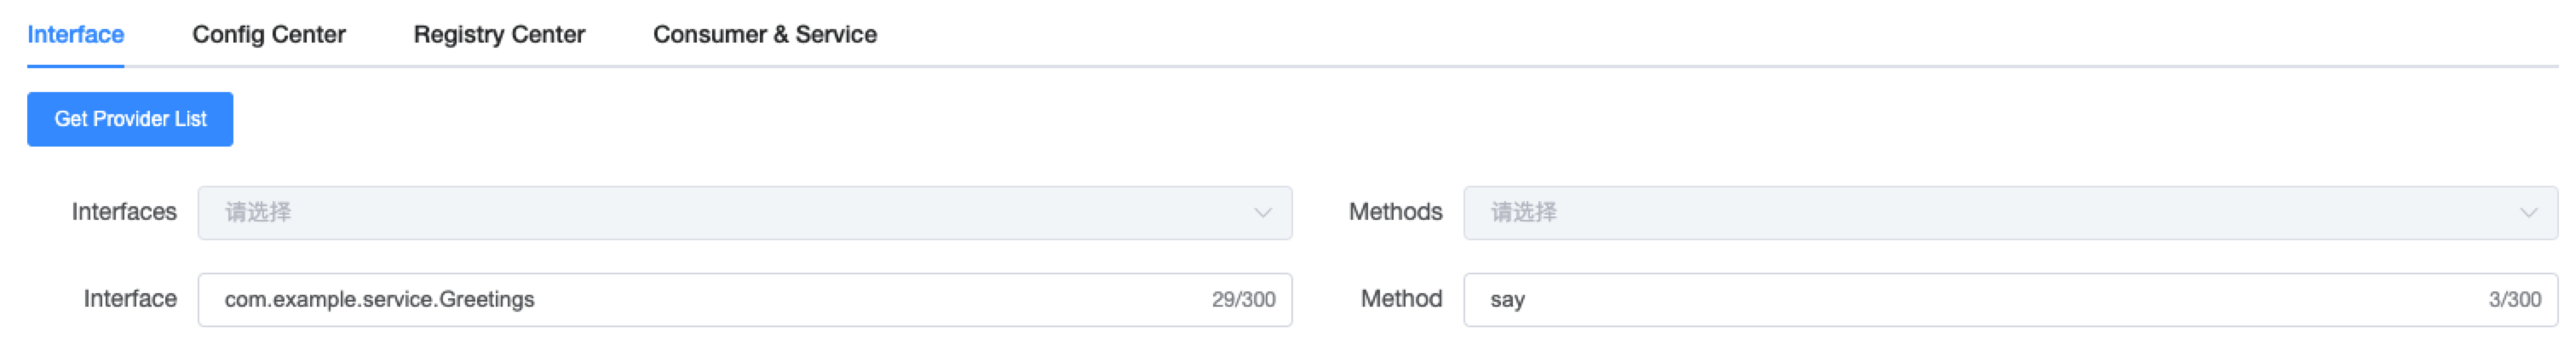 Interface Config Center Registry Center Consumer & Service
Get Provider List
Interfaces 请选择 Methods 请选择
Interface com.example.service.Greetings 29/300 Method say 3/300